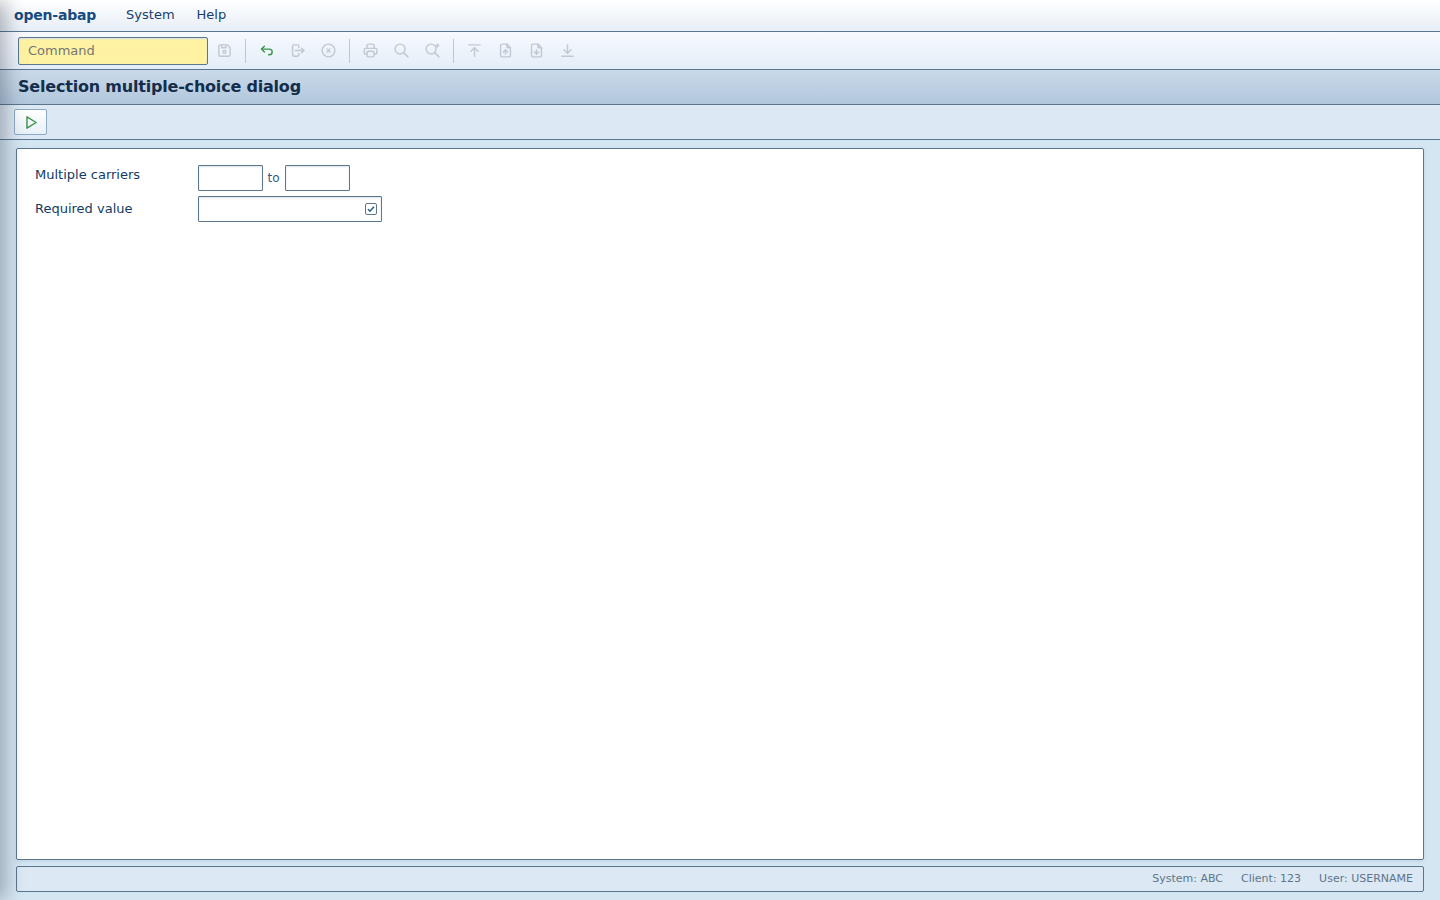 open-abap System Help
Command
Selection multiple-choice dialog
Multiple carriers to
Required value
System: ABC Client: 123 User: USERNAME